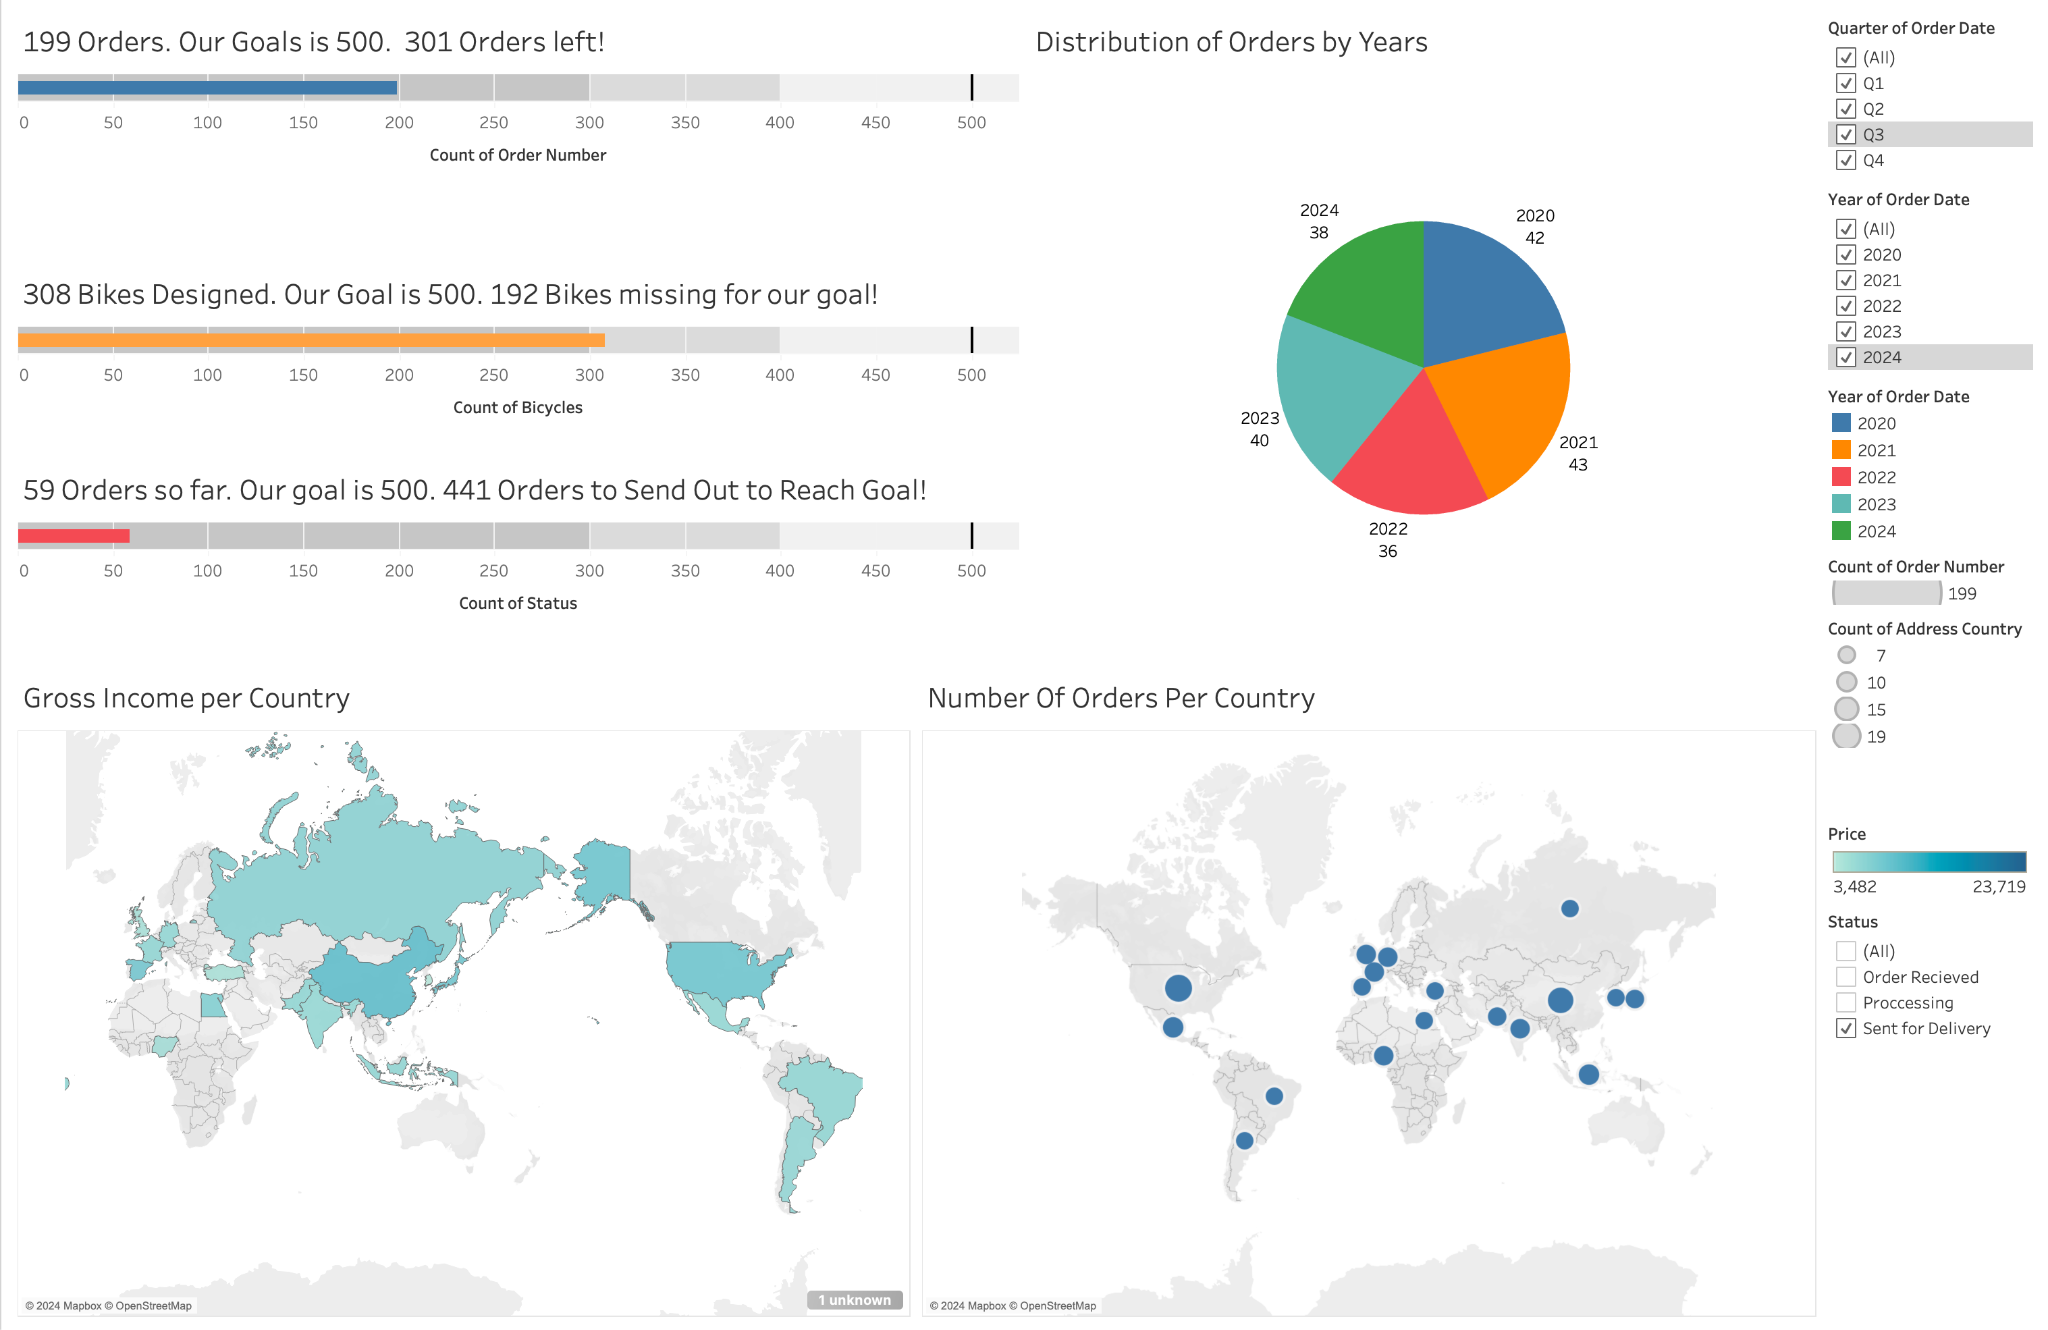 199 Orders. Our Goals is 500.  301 Orders left!
0 50 100 150 200 250 300 350 400 450 500
Count of Order Number
308 Bikes Designed. Our Goal is 500. 192 Bikes missing for our goal!
0 50 100 150 200 250 300 350 400 450 500
Count of Bicycles
59 Orders so far. Our goal is 500. 441 Orders to Send Out to Reach Goal!
0 50 100 150 200 250 300 350 400 450 500
Count of Status
Distribution of Orders by Years
2024
38
2020
42
2023
40
2021
43
2022
36
Quarter of Order Date
(All)
Q1
Q2
Q3
Q4
Year of Order Date
(All)
2020
2021
2022
2023
2024
Year of Order Date
2020
2021
2022
2023
2024
Count of Order Number
199
Count of Address Country
7
10
15
19
Price
3,482 23,719
Status
(All)
Order Recieved
Proccessing
Sent for Delivery
Gross Income per Country
© 2024 Mapbox © OpenStreetMap
1 unknown
Number Of Orders Per Country
© 2024 Mapbox © OpenStreetMap